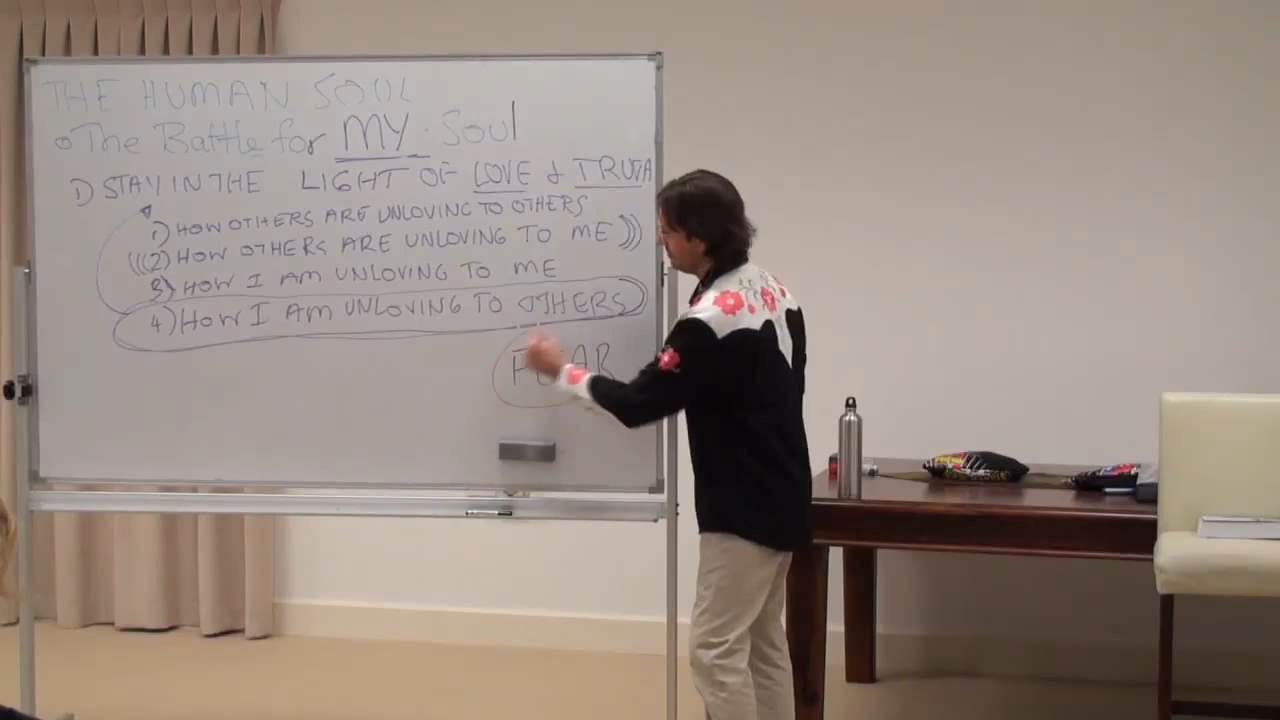 THE HUMAN SOUL
The Battle for MY Soul
1) STAY IN THE LIGHT OF LOVE & TRUTH
1) HOW OTHERS ARE UNLOVING TO OTHERS
(((2) HOW OTHERS ARE UNLOVING TO ME)))
3) HOW I AM UNLOVING TO ME
4) HOW I AM UNLOVING TO OTHERS